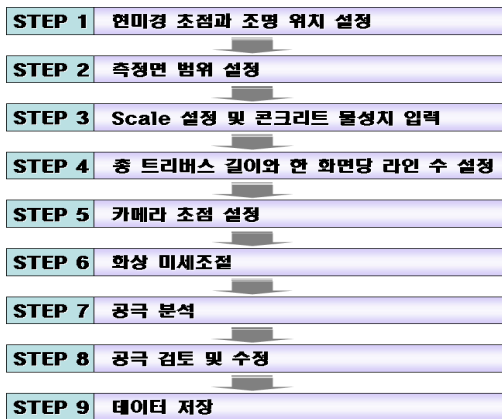 STEP 1 현미경 초점과 조명 위치 설정
STEP 2 측정면 범위 설정
STEP 3 Scale 설정 및 콘크리트 물성치 입력
STEP 4 총 트리버스 길이와 한 화면당 라인 수 설정
STEP 5 카메라 초점 설정
STEP 6 화상 미세조절
STEP 7 공극 분석
STEP 8 공극 검토 및 수정
STEP 9 데이터 저장